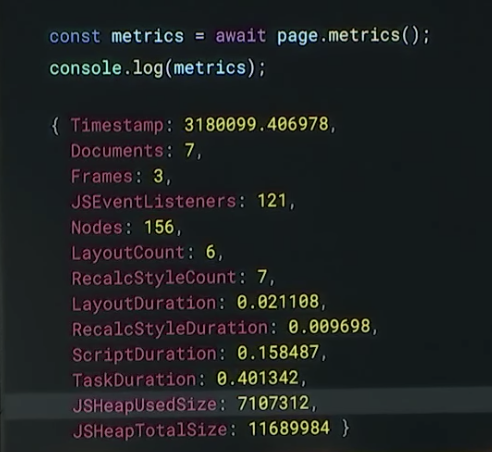 const metrics = await page.metrics();
console.log(metrics);
{ Timestamp: 3180099.406978,
Documents: 7,
Frames: 3,
JSEventListeners: 121,
Nodes: 156,
LayoutCount: 6,
RecalcStyleCount: 7,
LayoutDuration: 0.021108,
RecalcStyleDuration: 0.009698,
ScriptDuration: 0.158487,
TaskDuration: 0.401342,
JSHeapUsedSize: 7107312,
JSHeapTotalSize: 11689984 }